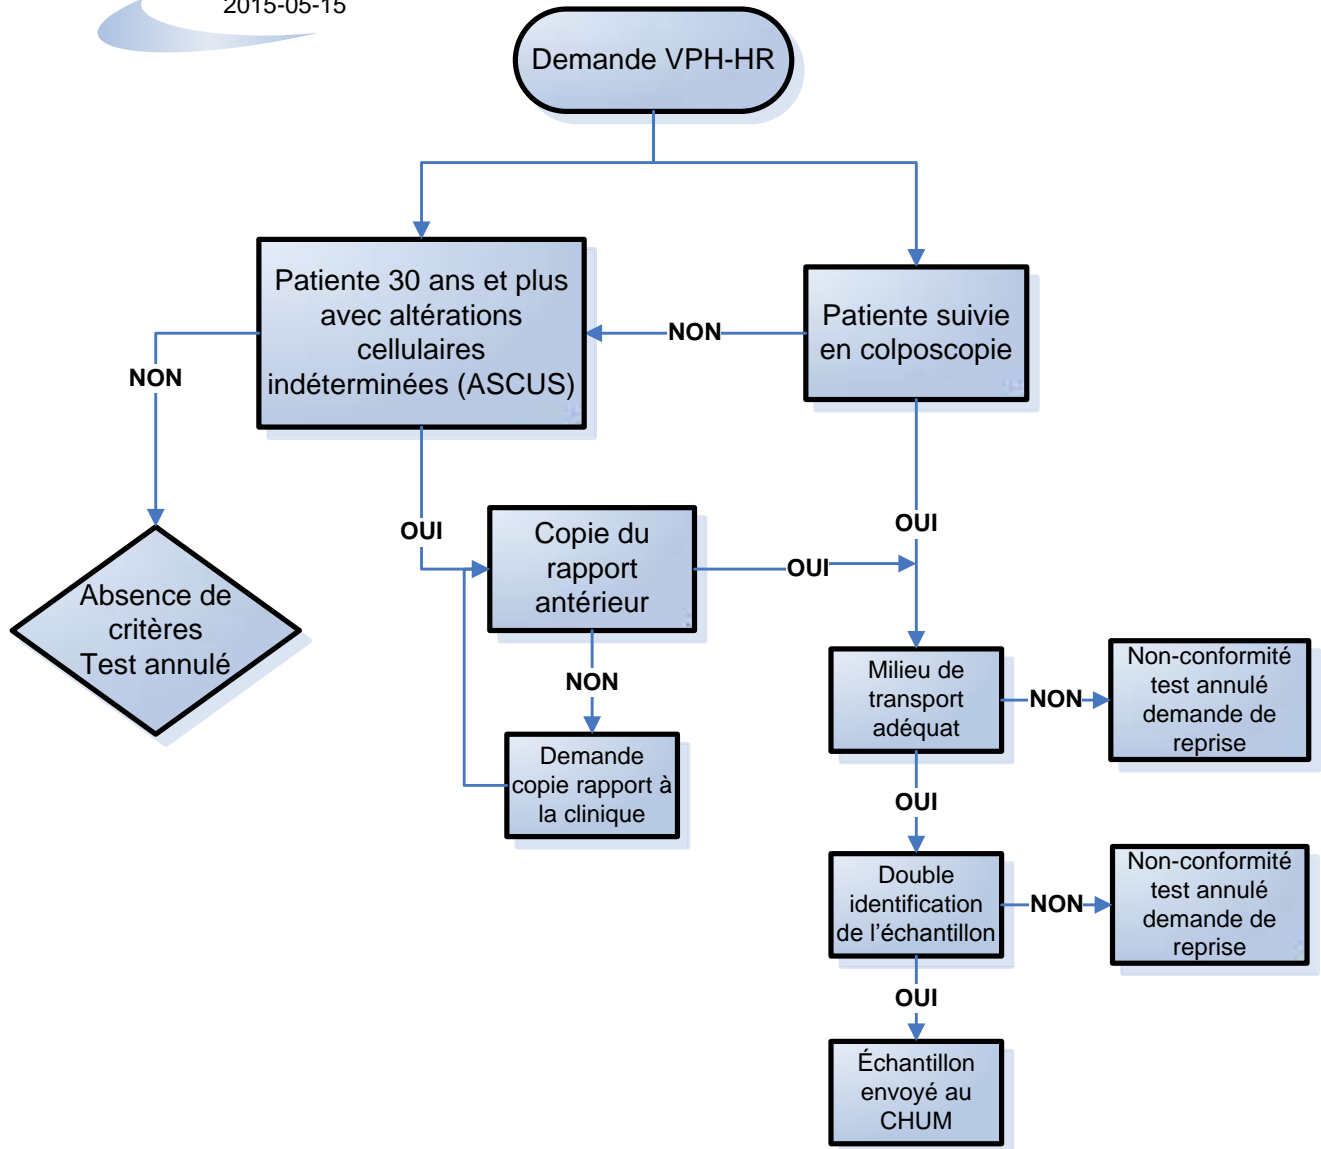 2015-05-15
Demande VPH-HR
Patiente 30 ans et plus
avec altérations
cellulaires
indéterminées (ASCUS)
Patiente suivie
en colposcopie
NON
NON
OUI
OUI
Copie du
rapport
antérieur
OUI
Absence de
critères
Test annulé
NON
Milieu de
transport
adéquat
NON
Non-conformité
test annulé
demande de
reprise
Demande
copie rapport à
la clinique
OUI
Double
identification
de l’échantillon
NON
Non-conformité
test annulé
demande de
reprise
OUI
Échantillon
envoyé au
CHUM